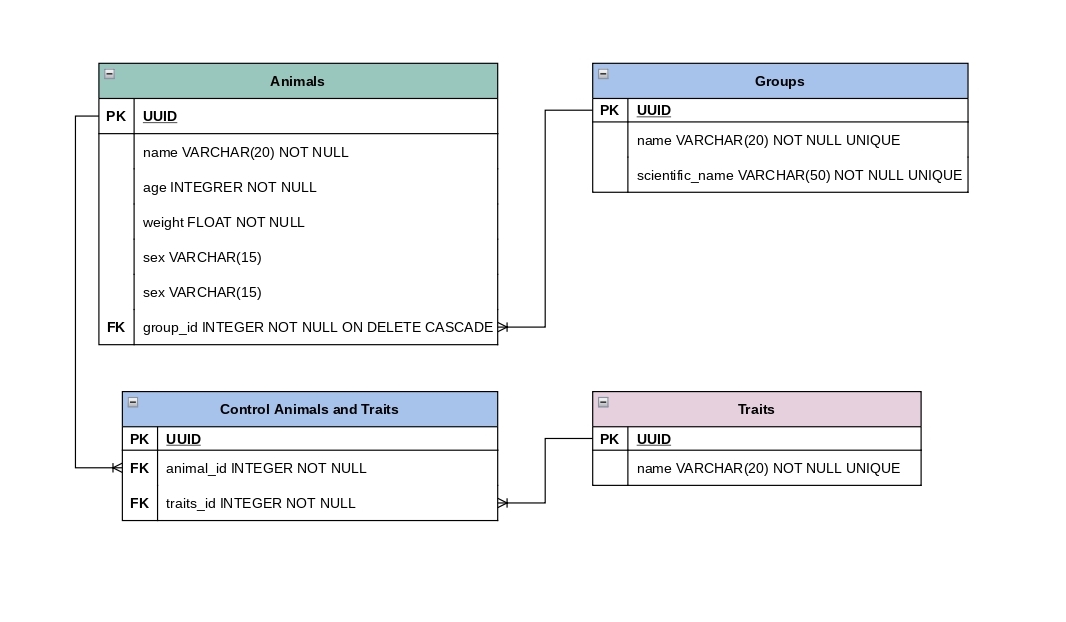 Animals
PK UUID
name VARCHAR(20) NOT NULL
age INTEGRER NOT NULL
weight FLOAT NOT NULL
sex VARCHAR(15)
sex VARCHAR(15)
FK group_id INTEGER NOT NULL ON DELETE CASCADE
Groups
PK UUID
name VARCHAR(20) NOT NULL UNIQUE
scientific_name VARCHAR(50) NOT NULL UNIQUE
Control Animals and Traits
PK UUID
FK animal_id INTEGER NOT NULL
FK traits_id INTEGER NOT NULL
Traits
PK UUID
name VARCHAR(20) NOT NULL UNIQUE